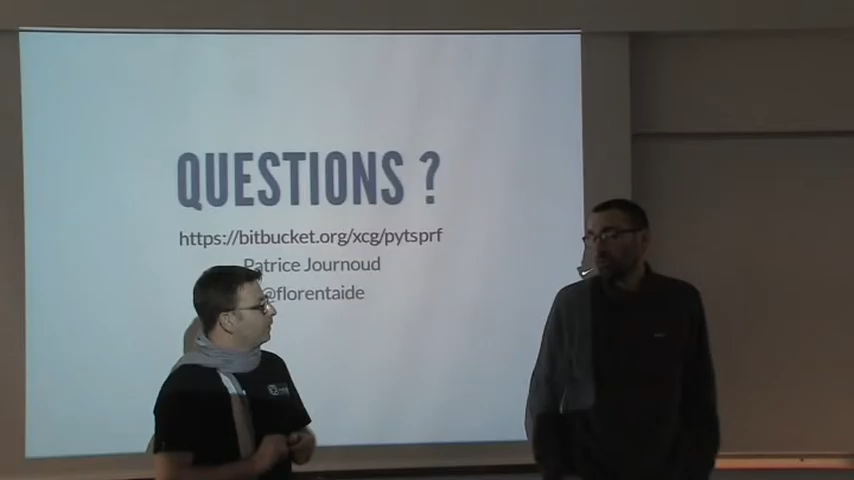 QUESTIONS ?
https://bitbucket.org/xcg/pytsprf
Patrice Journoud
@florentaide